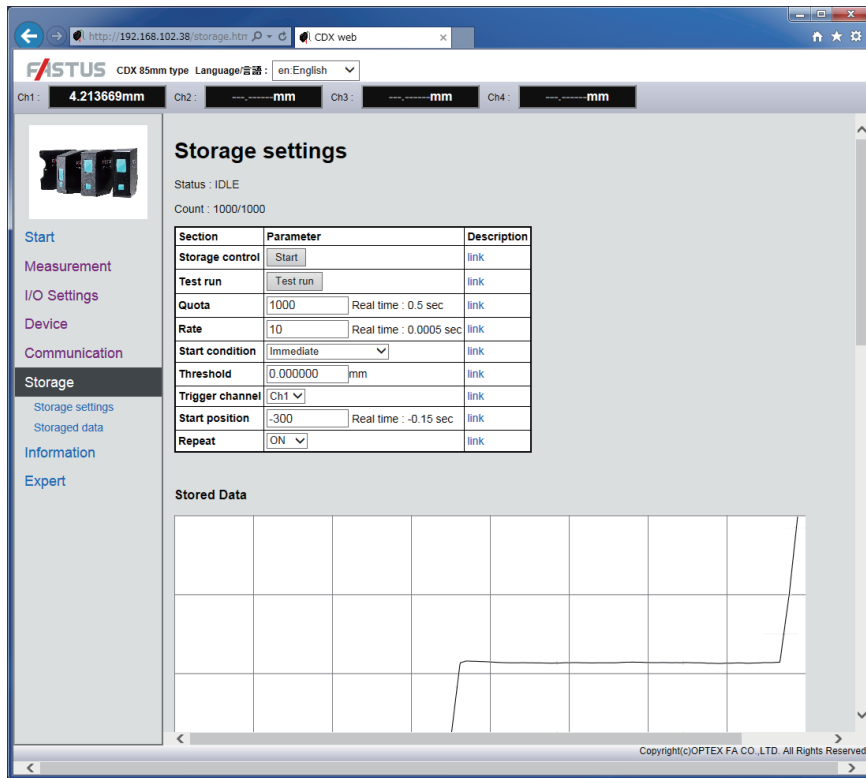 http://192.168.102.38/storage.htm
CDX web
FASTUS CDX 85mm type Language/言語 : en:English
Ch1 : 4.213669mm Ch2 : ---.------mm Ch3 : ---.------mm Ch4 : ---.------mm
Storage settings
Status : IDLE
Count : 1000/1000
Start
Measurement
I/O Settings
Device
Communication
Storage
Storage settings
Storaged data
Information
Expert
Section Parameter Description
Storage control Start link
Test run Test run link
Quota 1000 Real time : 0.5 sec link
Rate 10 Real time : 0.0005 sec link
Start condition Immediate link
Threshold 0.000000 mm link
Trigger channel Ch1 link
Start position -300 Real time : -0.15 sec link
Repeat ON link
Stored Data
Copyright(c)OPTEX FA CO.,LTD. All Rights Reserved